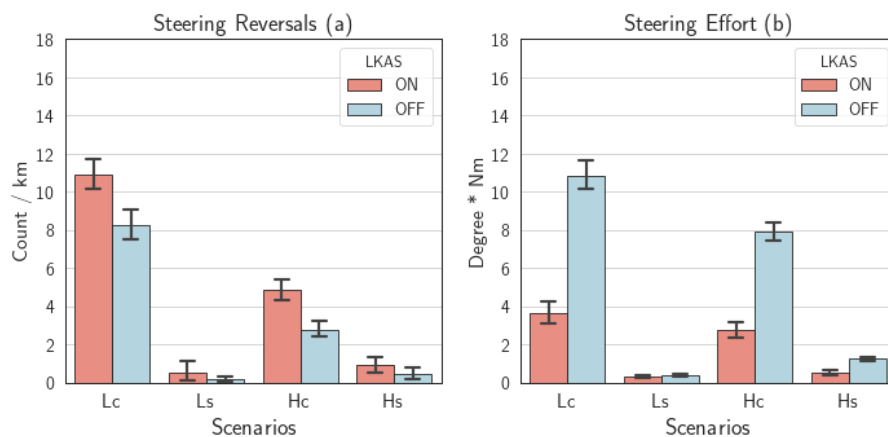 Steering Reversals (a)
18
16
14
12
10
8
6
4
2
0
Count / km
LKAS
ON
OFF
Lc Ls Hc Hs
Scenarios
Steering Effort (b)
18
16
14
12
10
8
6
4
2
0
Degree * Nm
LKAS
ON
OFF
Lc Ls Hc Hs
Scenarios